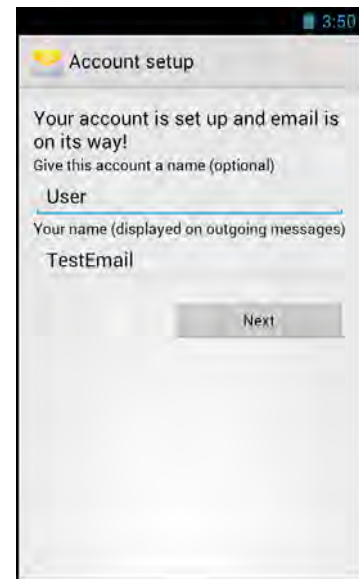 3:50
Account setup
Your account is set up and email is
on its way!
Give this account a name (optional)
User
Your name (displayed on outgoing messages)
TestEmail
Next